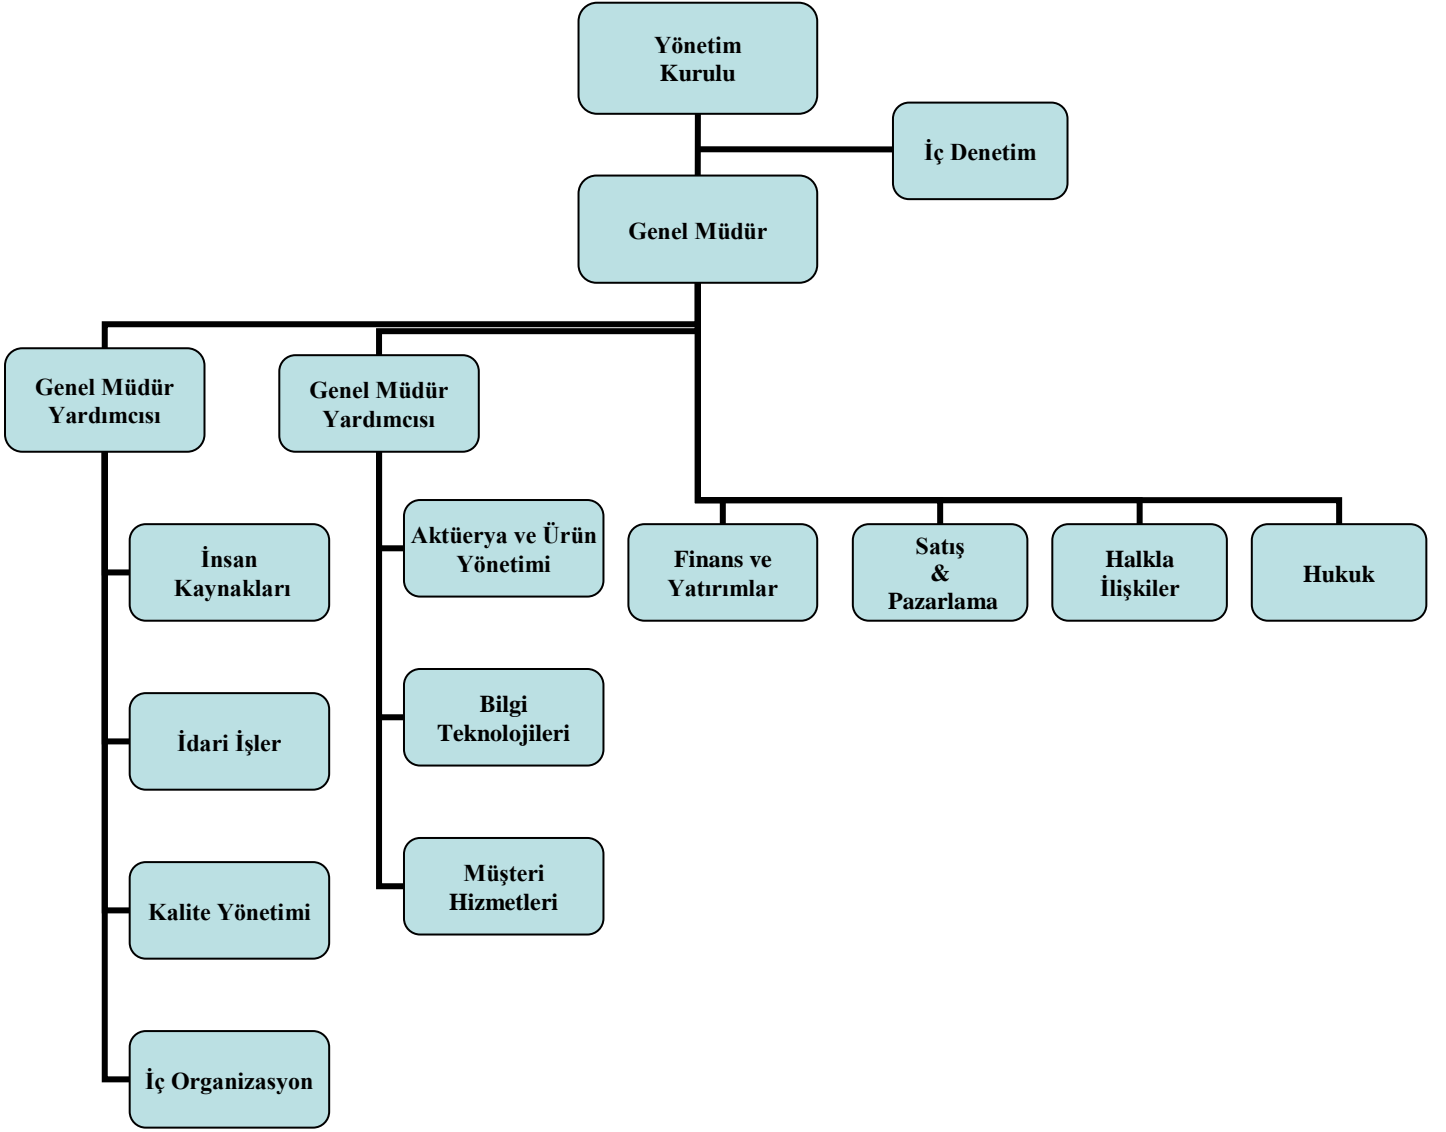 Yönetim
Kurulu
İç Denetim
Genel Müdür
Genel Müdür
Yardımcısı
Genel Müdür
Yardımcısı
İnsan
Kaynakları
Aktüerya ve Ürün
Yönetimi
Finans ve
Yatırımlar
Satış
&
Pazarlama
Halkla
İlişkiler
Hukuk
İdari İşler
Bilgi
Teknolojileri
Kalite Yönetimi
Müşteri
Hizmetleri
İç Organizasyon